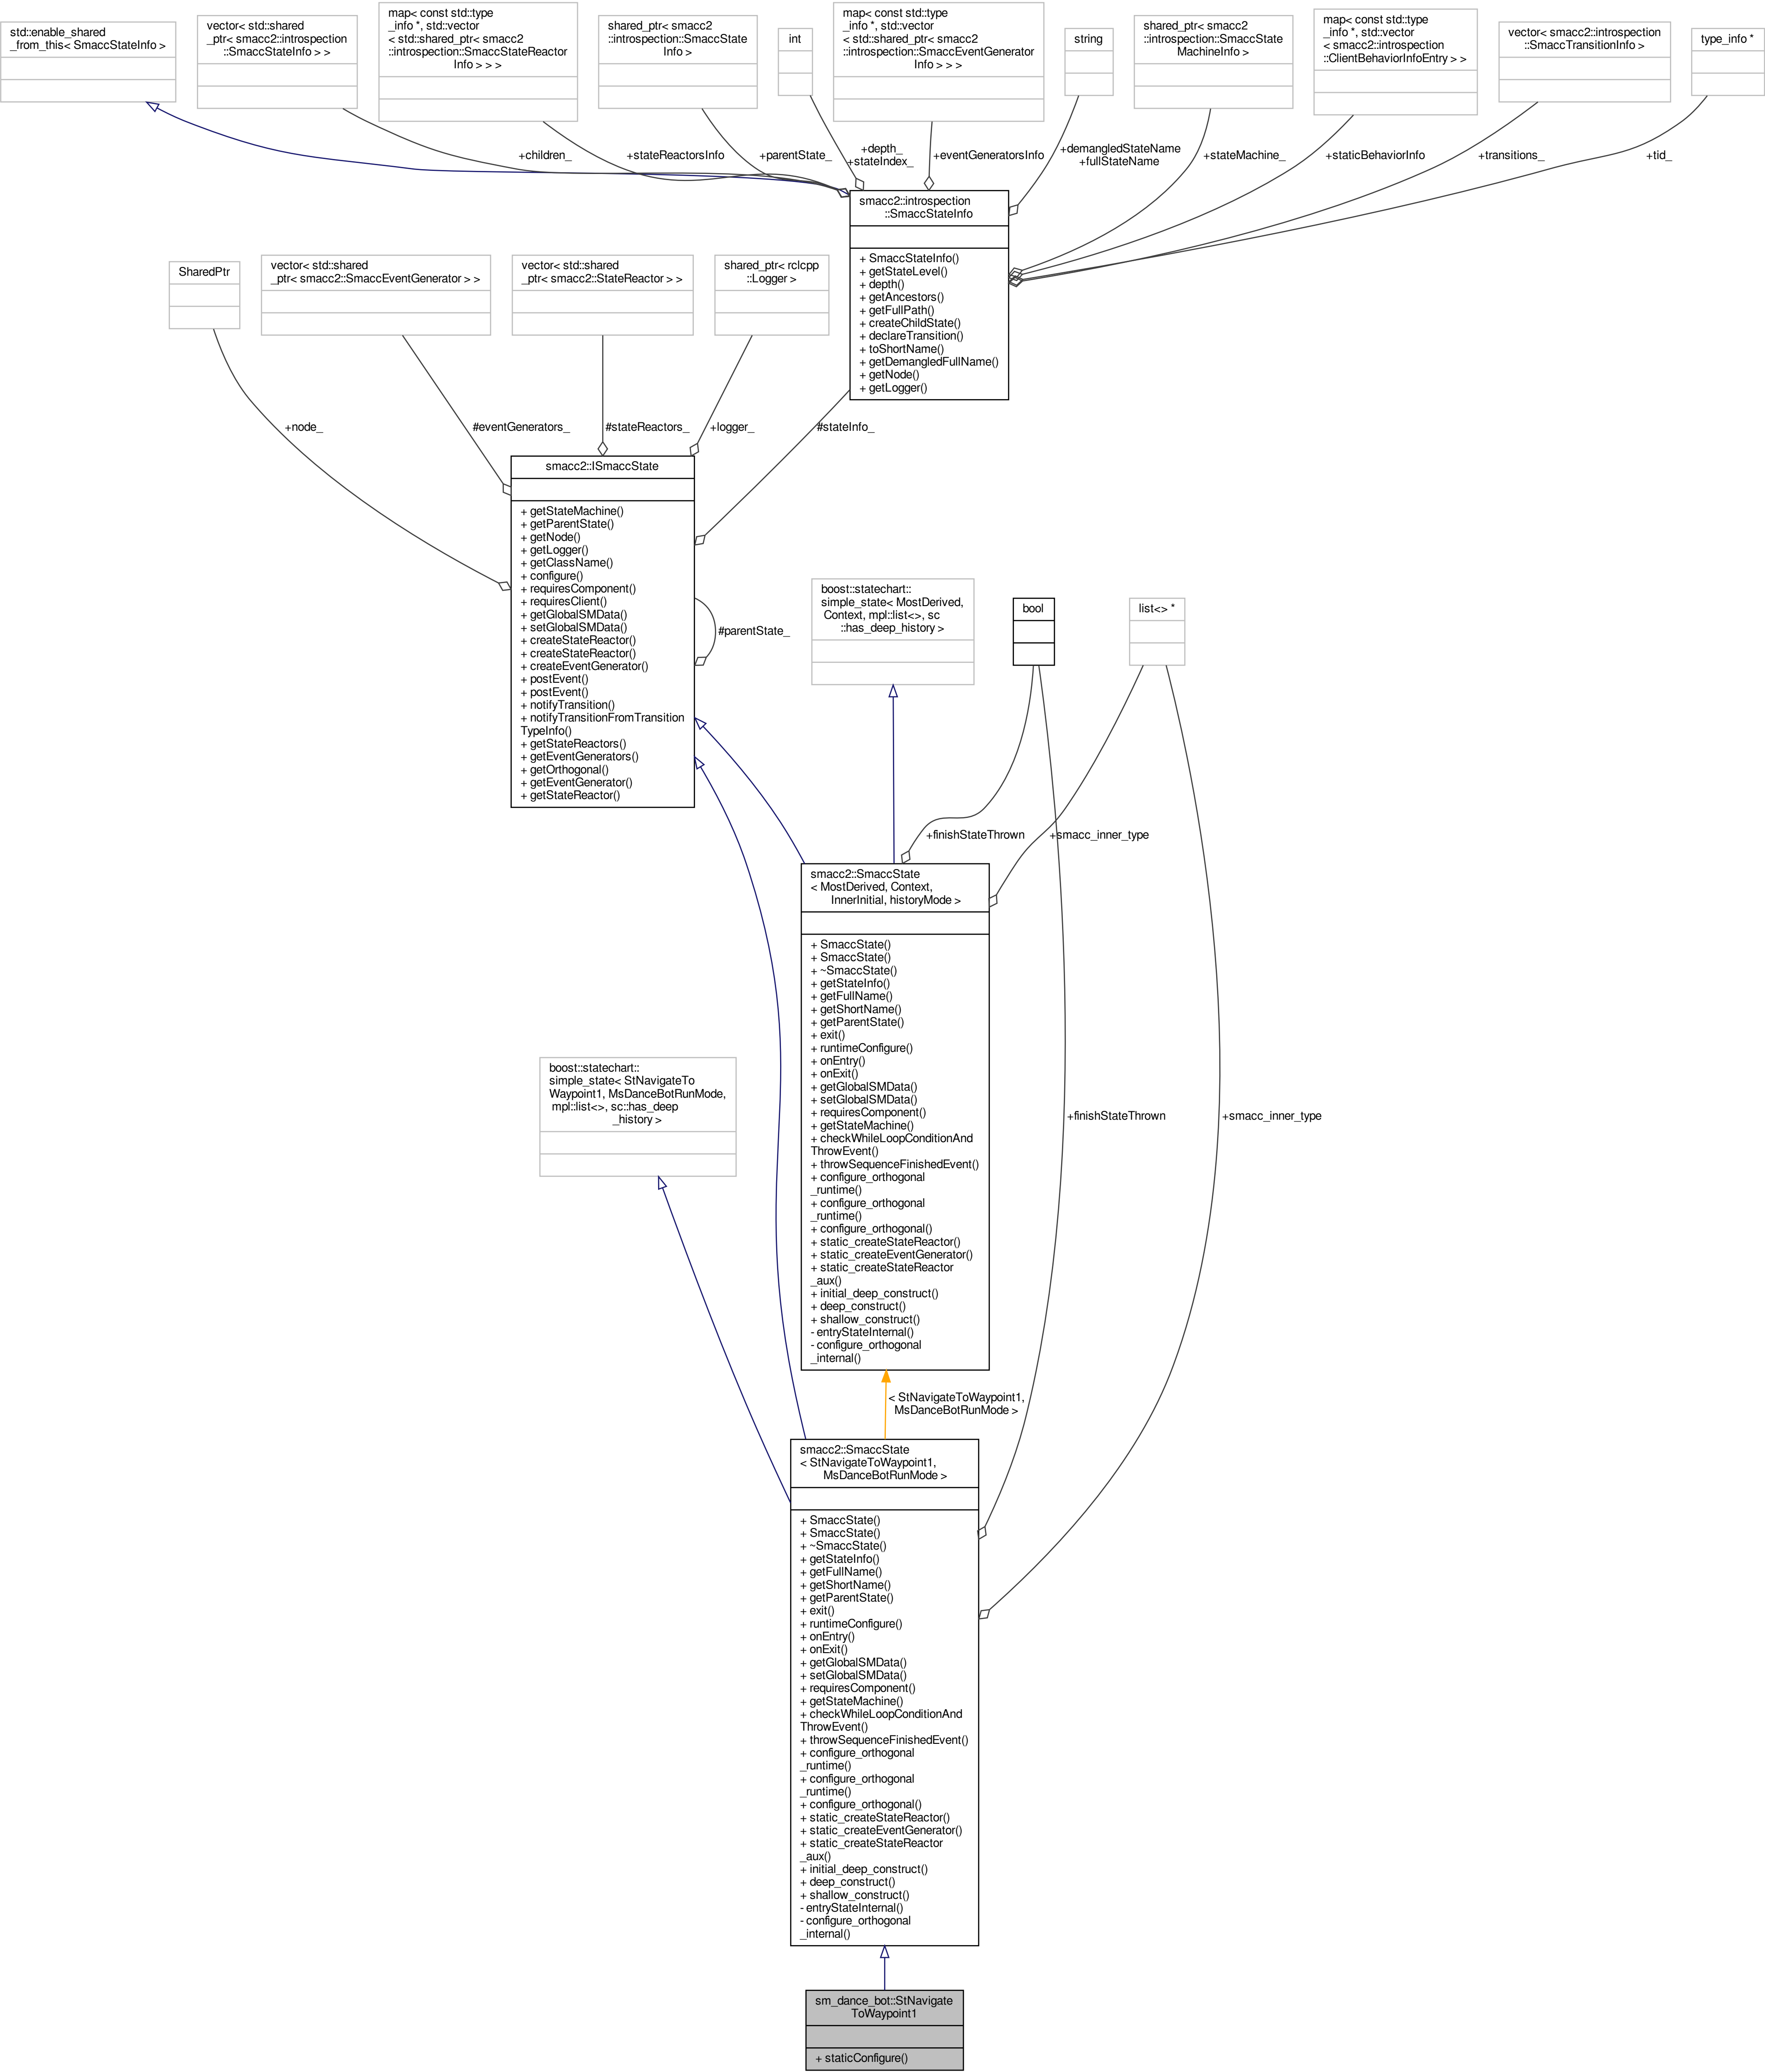 std::enable_shared
_from_this< SmaccStateInfo >
vector< std::shared
_ptr< smacc2::introspection
::SmaccStateInfo > >
map< const std::type
_info *, std::vector
< std::shared_ptr< smacc2
::introspection::SmaccStateReactor
Info > > >
shared_ptr< smacc2
::introspection::SmaccState
Info >
int
map< const std::type
_info *, std::vector
< std::shared_ptr< smacc2
::introspection::SmaccEventGenerator
Info > > >
string
shared_ptr< smacc2
::introspection::SmaccState
MachineInfo >
map< const std::type
_info *, std::vector
< smacc2::introspection
::ClientBehaviorInfoEntry > >
vector< smacc2::introspection
::SmaccTransitionInfo >
type_info *
+children_
+stateReactorsInfo
+parentState_
+depth_
+stateIndex_
+eventGeneratorsInfo
+demangledStateName
+fullStateName
+stateMachine_
+staticBehaviorInfo
+transitions_
+tid_
smacc2::introspection
::SmaccStateInfo
+ SmaccStateInfo()
+ getStateLevel()
+ depth()
+ getAncestors()
+ getFullPath()
+ createChildState()
+ declareTransition()
+ toShortName()
+ getDemangledFullName()
+ getNode()
+ getLogger()
SharedPtr
vector< std::shared
_ptr< smacc2::SmaccEventGenerator > >
vector< std::shared
_ptr< smacc2::StateReactor > >
shared_ptr< rclcpp
::Logger >
+node_
#eventGenerators_
#stateReactors_
+logger_
#stateInfo_
smacc2::ISmaccState
+ getStateMachine()
+ getParentState()
+ getNode()
+ getLogger()
+ getClassName()
+ configure()
+ requiresComponent()
+ requiresClient()
+ getGlobalSMData()
+ setGlobalSMData()
+ createStateReactor()
+ createStateReactor()
+ createEventGenerator()
+ postEvent()
+ postEvent()
+ notifyTransition()
+ notifyTransitionFromTransition
TypeInfo()
+ getStateReactors()
+ getEventGenerators()
+ getOrthogonal()
+ getEventGenerator()
+ getStateReactor()
#parentState_
boost::statechart::
simple_state< MostDerived,
Context, mpl::list<>, sc
::has_deep_history >
bool
list<> *
+finishStateThrown
+smacc_inner_type
smacc2::SmaccState
< MostDerived, Context,
InnerInitial, historyMode >
+ SmaccState()
+ SmaccState()
+ ~SmaccState()
+ getStateInfo()
+ getFullName()
+ getShortName()
+ getParentState()
+ exit()
+ runtimeConfigure()
+ onEntry()
+ onExit()
+ getGlobalSMData()
+ setGlobalSMData()
+ requiresComponent()
+ getStateMachine()
+ checkWhileLoopConditionAnd
ThrowEvent()
+ throwSequenceFinishedEvent()
+ configure_orthogonal
_runtime()
+ configure_orthogonal
_runtime()
+ configure_orthogonal()
+ static_createStateReactor()
+ static_createEventGenerator()
+ static_createStateReactor
_aux()
+ initial_deep_construct()
+ deep_construct()
+ shallow_construct()
- entryStateInternal()
- configure_orthogonal
_internal()
boost::statechart::
simple_state< StNavigateTo
Waypoint1, MsDanceBotRunMode,
mpl::list<>, sc::has_deep
_history >
+finishStateThrown
+smacc_inner_type
< StNavigateToWaypoint1,
MsDanceBotRunMode >
smacc2::SmaccState
< StNavigateToWaypoint1,
MsDanceBotRunMode >
+ SmaccState()
+ SmaccState()
+ ~SmaccState()
+ getStateInfo()
+ getFullName()
+ getShortName()
+ getParentState()
+ exit()
+ runtimeConfigure()
+ onEntry()
+ onExit()
+ getGlobalSMData()
+ setGlobalSMData()
+ requiresComponent()
+ getStateMachine()
+ checkWhileLoopConditionAnd
ThrowEvent()
+ throwSequenceFinishedEvent()
+ configure_orthogonal
_runtime()
+ configure_orthogonal
_runtime()
+ configure_orthogonal()
+ static_createStateReactor()
+ static_createEventGenerator()
+ static_createStateReactor
_aux()
+ initial_deep_construct()
+ deep_construct()
+ shallow_construct()
- entryStateInternal()
- configure_orthogonal
_internal()
sm_dance_bot::StNavigate
ToWaypoint1
+ staticConfigure()